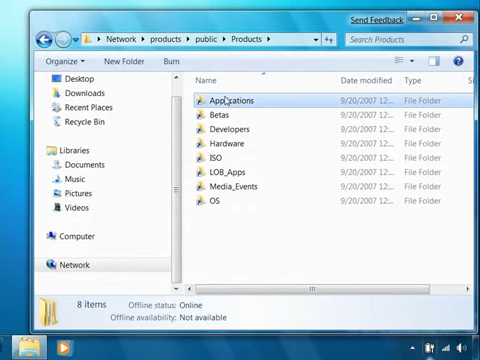 Send Feedback
Network products public Products
Search Products
Organize New Folder Burn
Desktop
Downloads
Recent Places
Recycle Bin
Libraries
Documents
Music
Pictures
Videos
Computer
Network
Name Date modified Type
Applications 9/20/2007 12:... File Folder
Betas 9/20/2007 12:... File Folder
Developers 9/20/2007 12:... File Folder
Hardware 9/20/2007 12:... File Folder
ISO 9/20/2007 12:... File Folder
LOB_Apps 9/20/2007 12:... File Folder
Media_Events 9/20/2007 12:... File Folder
OS 9/20/2007 12:... File Folder
8 items Offline status: Online
Offline availability: Not available